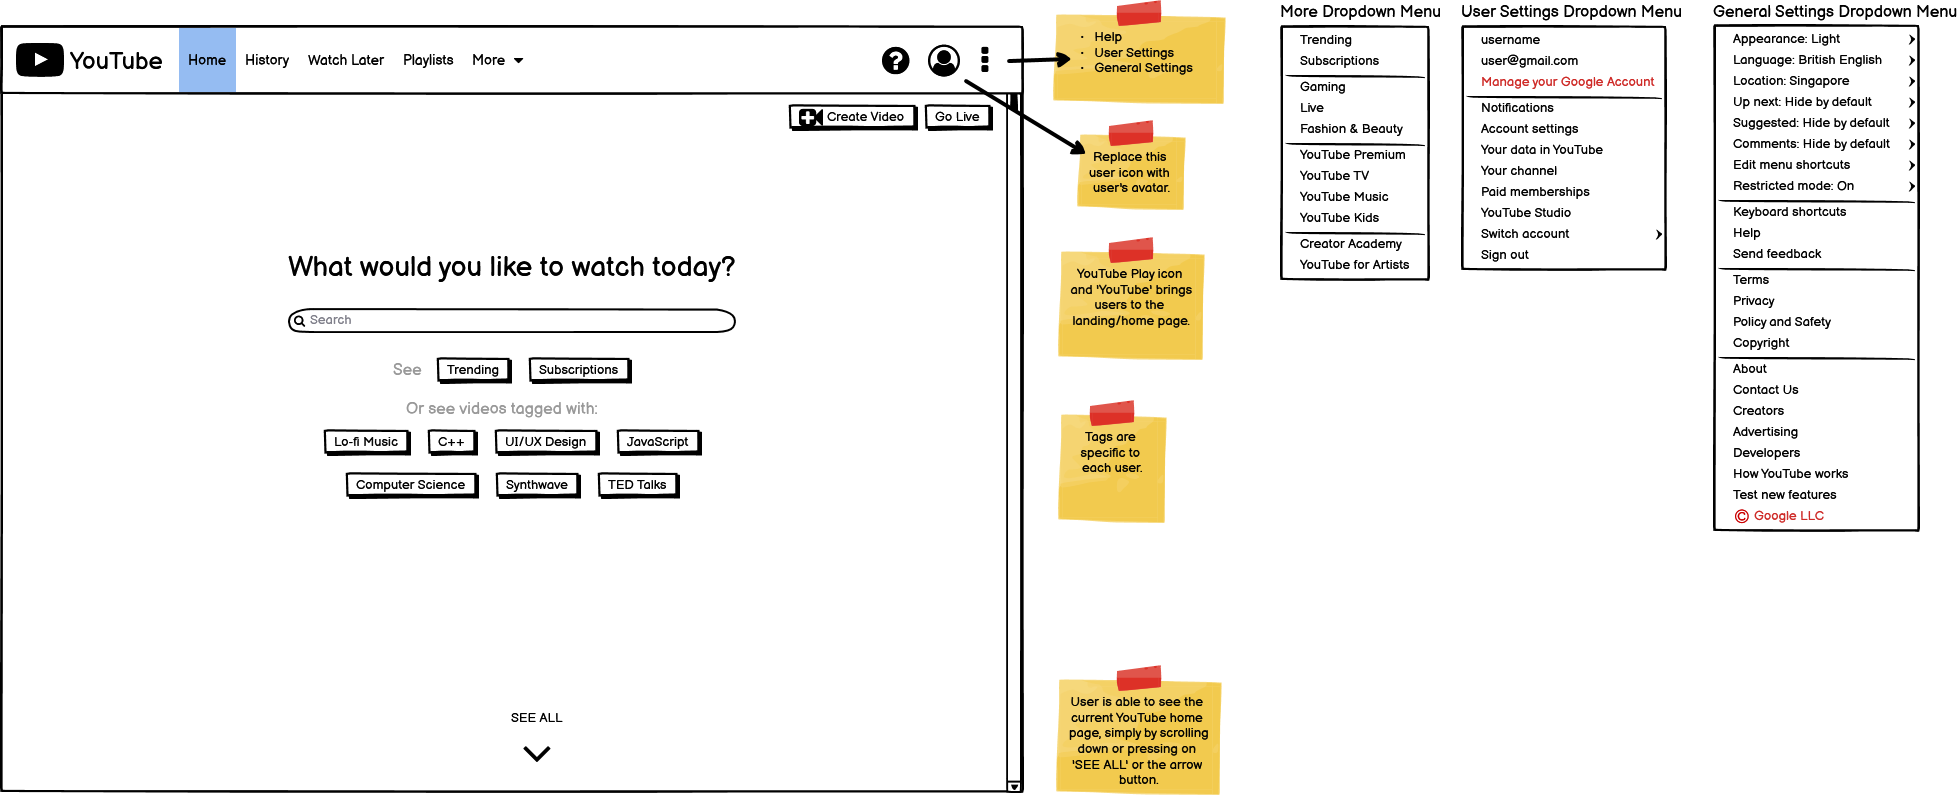 YouTube
Home
History
Watch Later
Playlists
More
?
Create Video
Go Live
What would you like to watch today?
Search
See
Trending
Subscriptions
Or see videos tagged with:
Lo-fi Music
C++
UI/UX Design
JavaScript
Computer Science
Synthwave
TED Talks
SEE ALL
• Help
• User Settings
• General Settings
Replace this
user icon with
user's avatar.
YouTube Play icon
and 'YouTube' brings
users to the
landing/home page.
Tags are
specific to
each user.
User is able to see the
current YouTube home
page, simply by scrolling
down or pressing on
'SEE ALL' or the arrow
button.
More Dropdown Menu
Trending
Subscriptions
Gaming
Live
Fashion & Beauty
YouTube Premium
YouTube TV
YouTube Music
YouTube Kids
Creator Academy
YouTube for Artists
User Settings Dropdown Menu
username
user@gmail.com
Manage your Google Account
Notifications
Account settings
Your data in YouTube
Your channel
Paid memberships
YouTube Studio
Switch account
Sign out
General Settings Dropdown Menu
Appearance: Light
Language: British English
Location: Singapore
Up next: Hide by default
Suggested: Hide by default
Comments: Hide by default
Edit menu shortcuts
Restricted mode: On
Keyboard shortcuts
Help
Send feedback
Terms
Privacy
Policy and Safety
Copyright
About
Contact Us
Creators
Advertising
Developers
How YouTube works
Test new features
© Google LLC